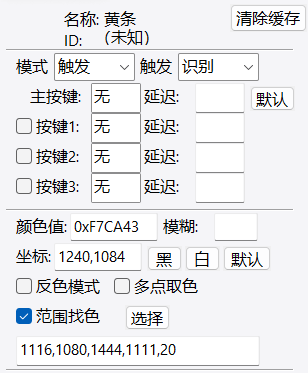 名称: 黄条 清除缓存
ID: （未知）
模式 触发 触发 识别
主按键: 无 延迟: 默认
按键1: 无 延迟:
按键2: 无 延迟:
按键3: 无 延迟:
颜色值: 0xF7CA43 模糊:
坐标: 1240,1084 黑 白 默认
反色模式 多点取色
范围找色 选择
1116,1080,1444,1111,20